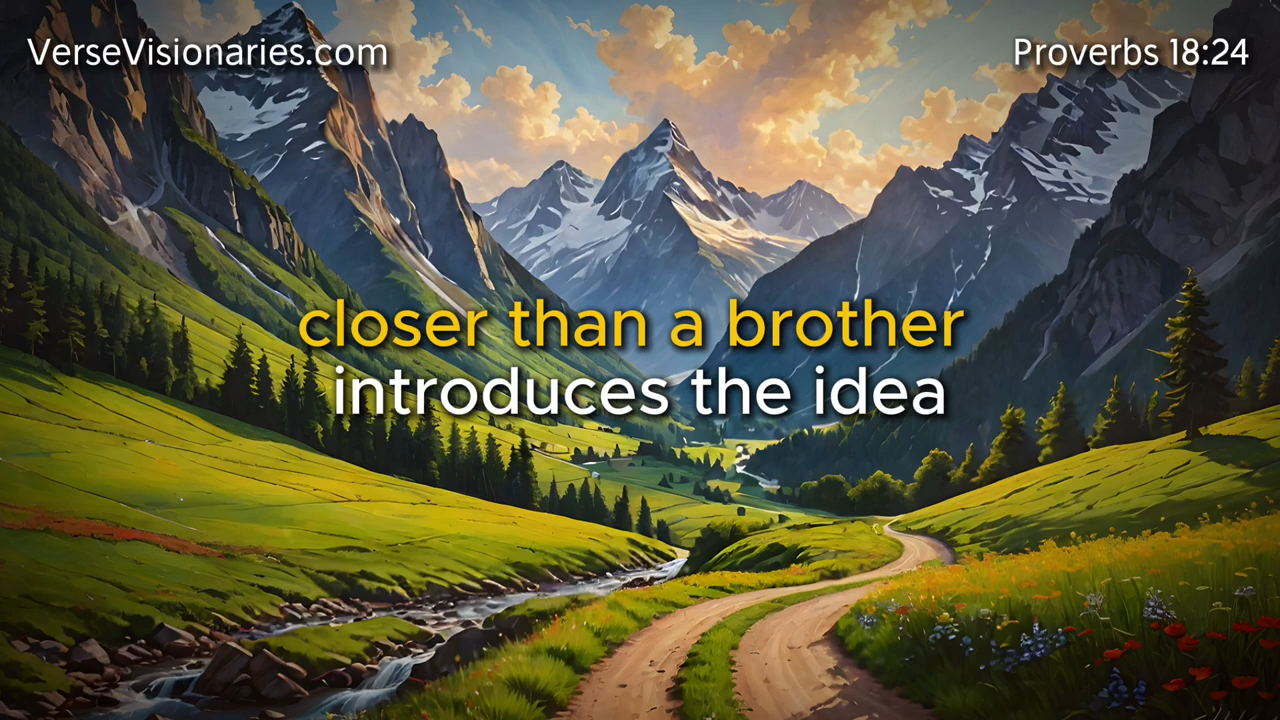 VerseVisionaries.com
Proverbs 18:24
closer than a brother
introduces the idea